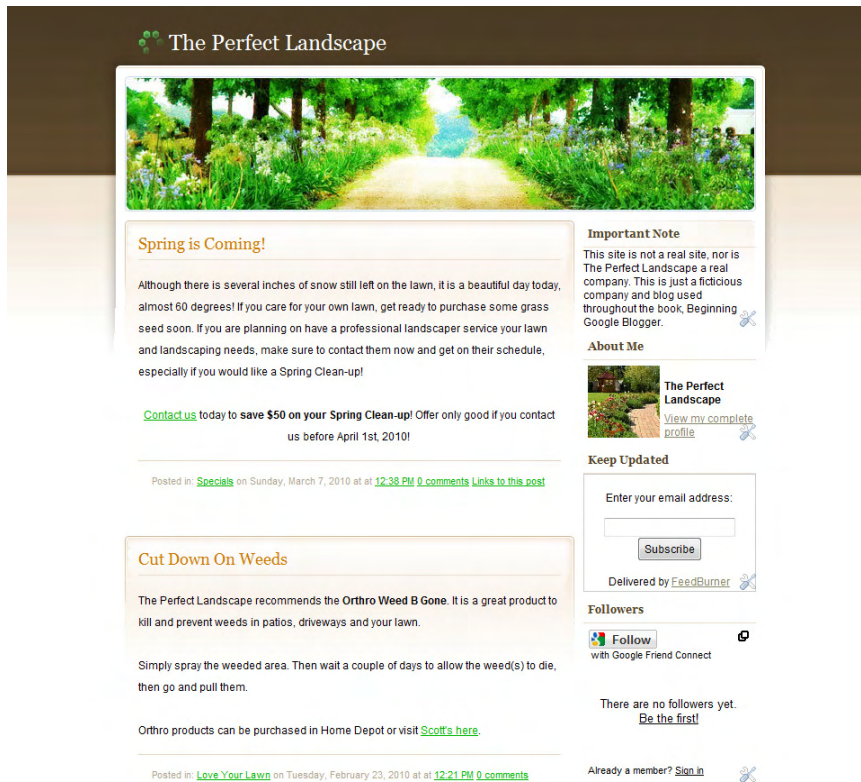 The Perfect Landscape
Spring is Coming!
Although there is several inches of snow still left on the lawn, it is a beautiful day today,
almost 60 degrees! If you care for your own lawn, get ready to purchase some grass
seed soon. If you are planning on have a professional landscaper service your lawn
and landscaping needs, make sure to contact them now and get on their schedule,
especially if you would like a Spring Clean-up!
Contact us today to save $50 on your Spring Clean-up! Offer only good if you contact
us before April 1st, 2010!
Posted in: Specials on Sunday, March 7, 2010 at at 12:38 PM 0 comments Links to this post
Cut Down On Weeds
The Perfect Landscape recommends the Orthro Weed B Gone. It is a great product to
kill and prevent weeds in patios, driveways and your lawn.
Simply spray the weeded area. Then wait a couple of days to allow the weed(s) to die,
then go and pull them.
Orthro products can be purchased in Home Depot or visit Scott's here.
Posted in: Love Your Lawn on Tuesday, February 23, 2010 at at 12:21 PM 0 comments
Important Note
This site is not a real site, nor is
The Perfect Landscape a real
company. This is just a ficticious
company and blog used
throughout the book, Beginning
Google Blogger.
About Me
The Perfect
Landscape
View my complete
profile
Keep Updated
Enter your email address:
Subscribe
Delivered by FeedBurner
Followers
Follow
with Google Friend Connect
There are no followers yet.
Be the first!
Already a member? Sign in